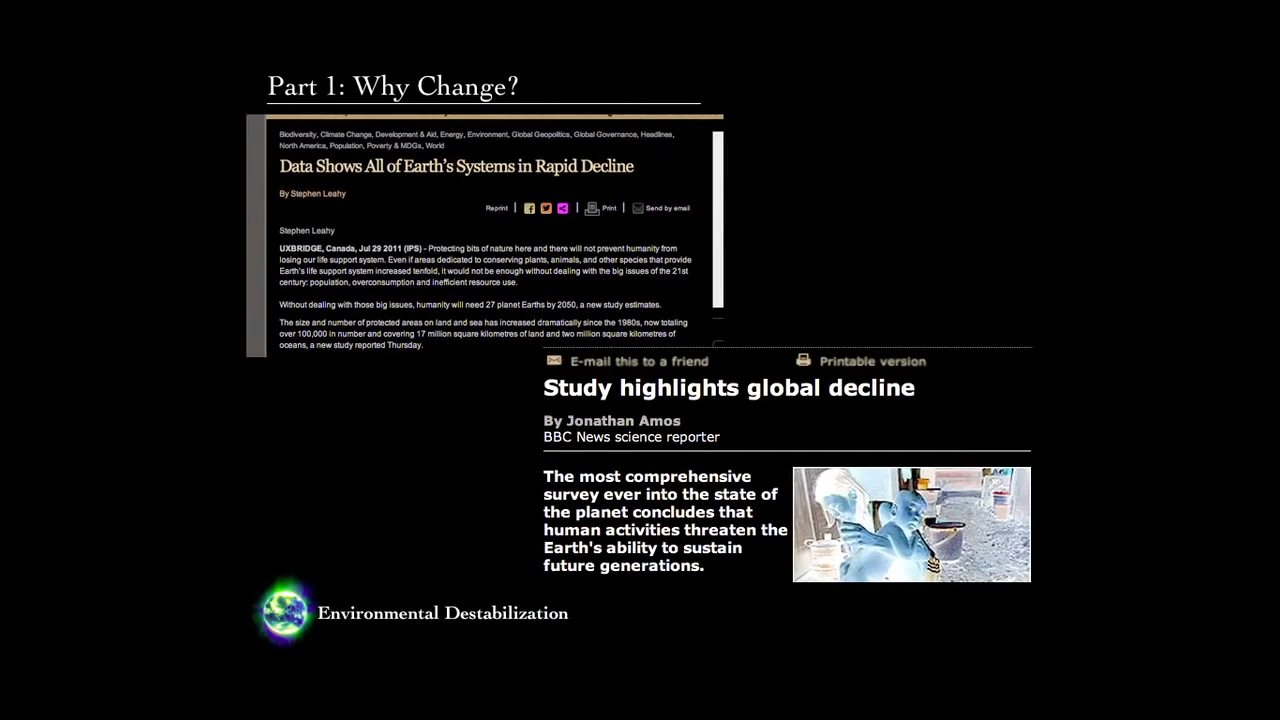 Part 1: Why Change?
Biodiversity, Climate Change, Development & Aid, Energy, Environment, Global Geopolitics, Global Governance, Headlines,
North America, Population, Poverty & MDGs, World
Data Shows All of Earth's Systems in Rapid Decline
By Stephen Leahy
Reprint | | Print | Send by email
Stephen Leahy
UXBRIDGE, Canada, Jul 29 2011 (IPS) - Protecting bits of nature here and there will not prevent humanity from
losing our life support system. Even if areas dedicated to conserving plants, animals, and other species that provide
Earth's life support system increased tenfold, it would not be enough without dealing with the big issues of the 21st
century: population, overconsumption and inefficient resource use.
Without dealing with those big issues, humanity will need 27 planet Earths by 2050, a new study estimates.
The size and number of protected areas on land and sea has increased dramatically since the 1980s, now totaling
over 100,000 in number and covering 17 million square kilometres of land and two million square kilometres of
oceans, a new study reported Thursday.
E-mail this to a friend Printable version
Study highlights global decline
By Jonathan Amos
BBC News science reporter
The most comprehensive
survey ever into the state of
the planet concludes that
human activities threaten the
Earth's ability to sustain
future generations.
Environmental Destabilization